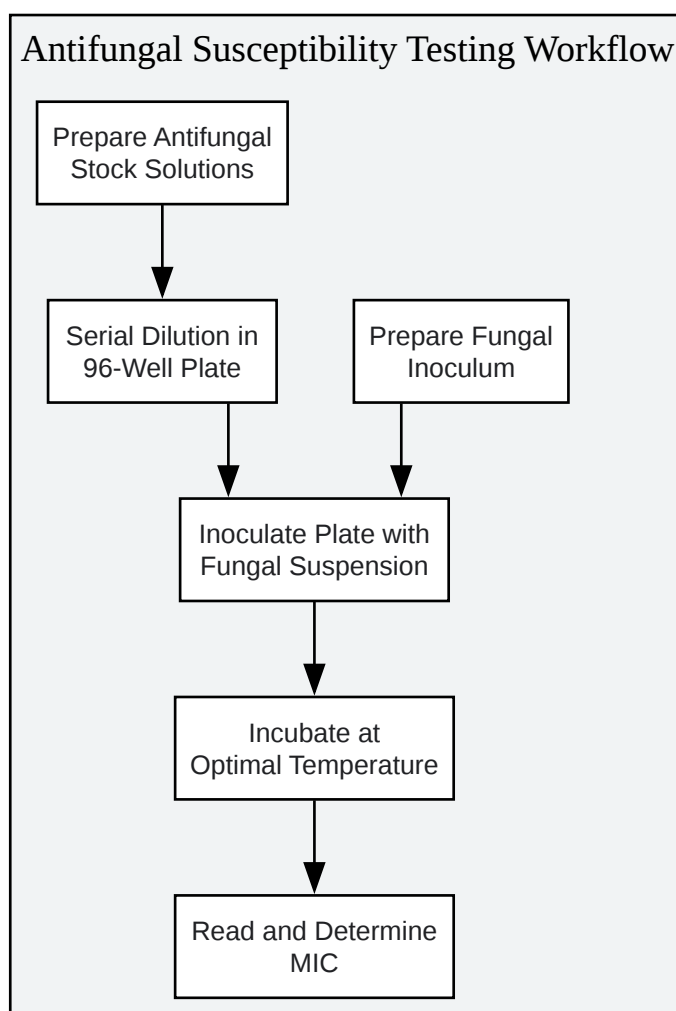 Antifungal Susceptibility Testing Workflow
Prepare Antifungal
Stock Solutions
Serial Dilution in
96-Well Plate
Prepare Fungal
Inoculum
Inoculate Plate with
Fungal Suspension
Incubate at
Optimal Temperature
Read and Determine
MIC